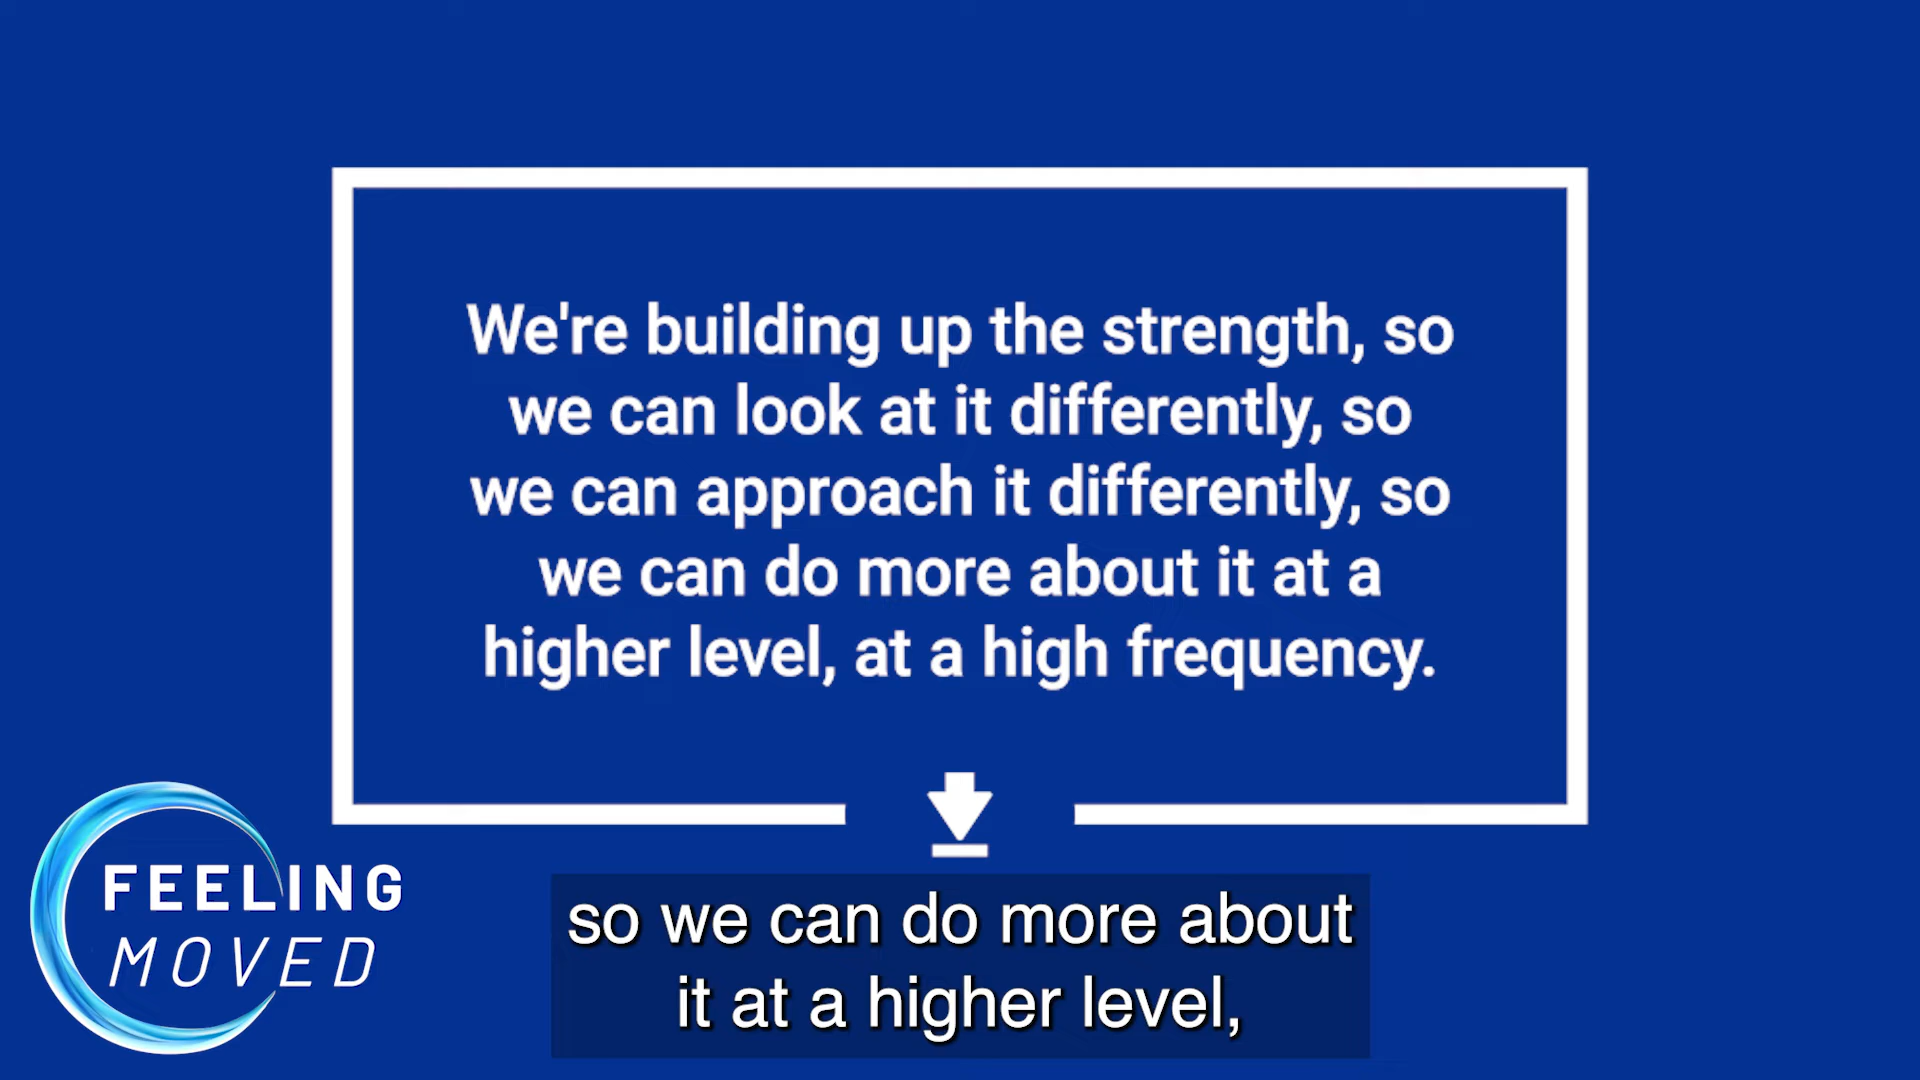 We're building up the strength, so
we can look at it differently, so
we can approach it differently, so
we can do more about it at a
higher level, at a high frequency.
FEELING
MOVED
so we can do more about
it at a higher level,